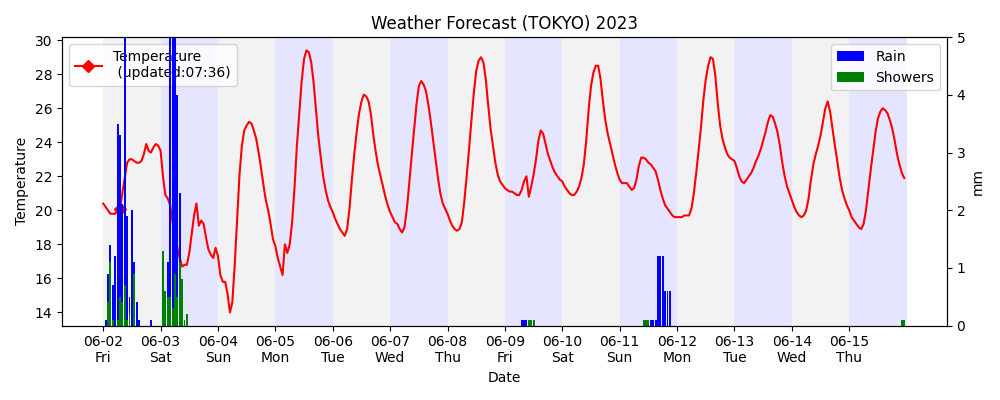 Weather Forecast (TOKYO) 2023
Temperature
(updated:07:36)
Rain
Showers
Temperature
30
28
26
24
22
20
18
16
14
5
4
3
2
1
0
mm
06-02 06-03 06-04 06-05 06-06 06-07 06-08 06-09 06-10 06-11 06-12 06-13 06-14 06-15
Fri Sat Sun Mon Tue Wed Thu Fri Sat Sun Mon Tue Wed Thu
Date